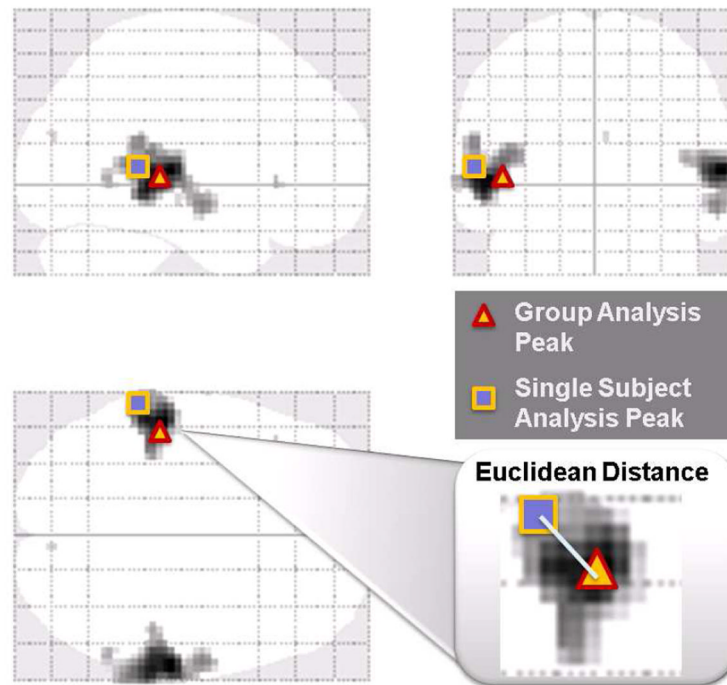 Group Analysis
Peak
Single Subject
Analysis Peak
Euclidean Distance